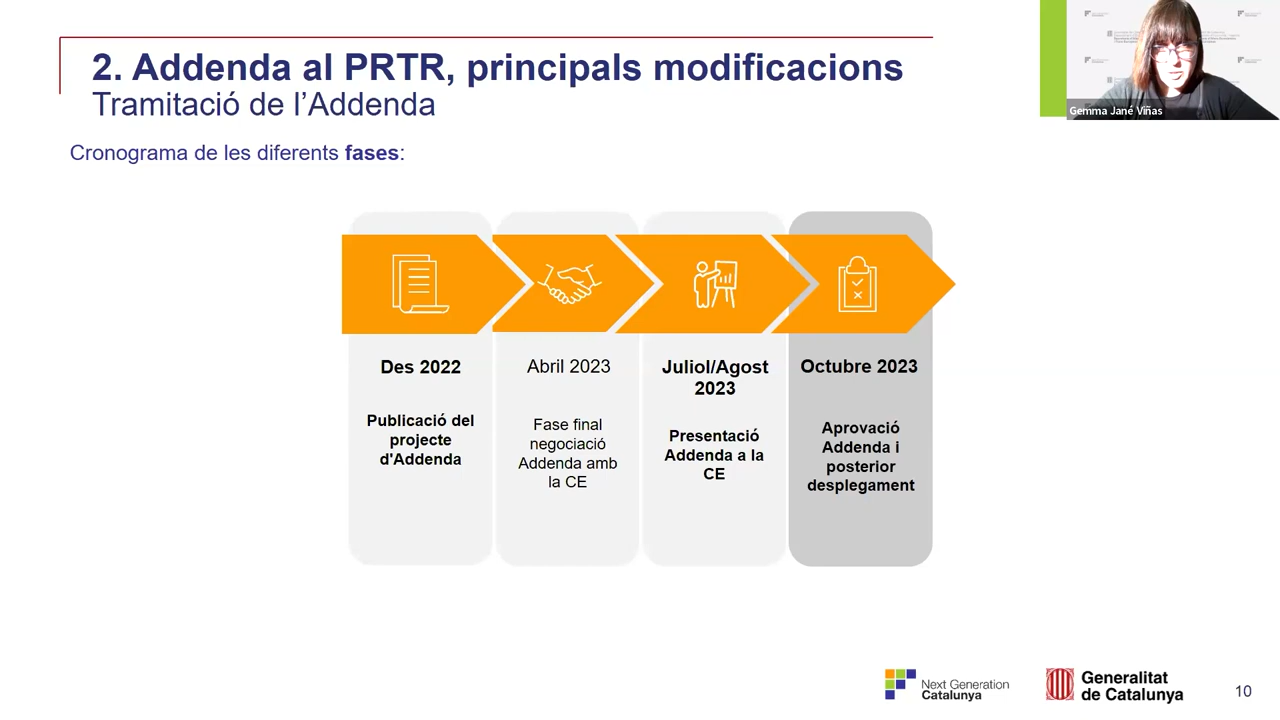 2. Addenda al PRTR, principals modificacions
Tramitació de l’Addenda
Gemma Jané Viñas
Cronograma de les diferents fases:
Des 2022
Publicació del
projecte
d'Addenda
Abril 2023
Fase final
negociació
Addenda amb
la CE
Juliol/Agost
2023
Presentació
Addenda a la
CE
Octubre 2023
Aprovació
Addenda i
posterior
desplegament
Next Generation
Catalunya
Generalitat
de Catalunya
10